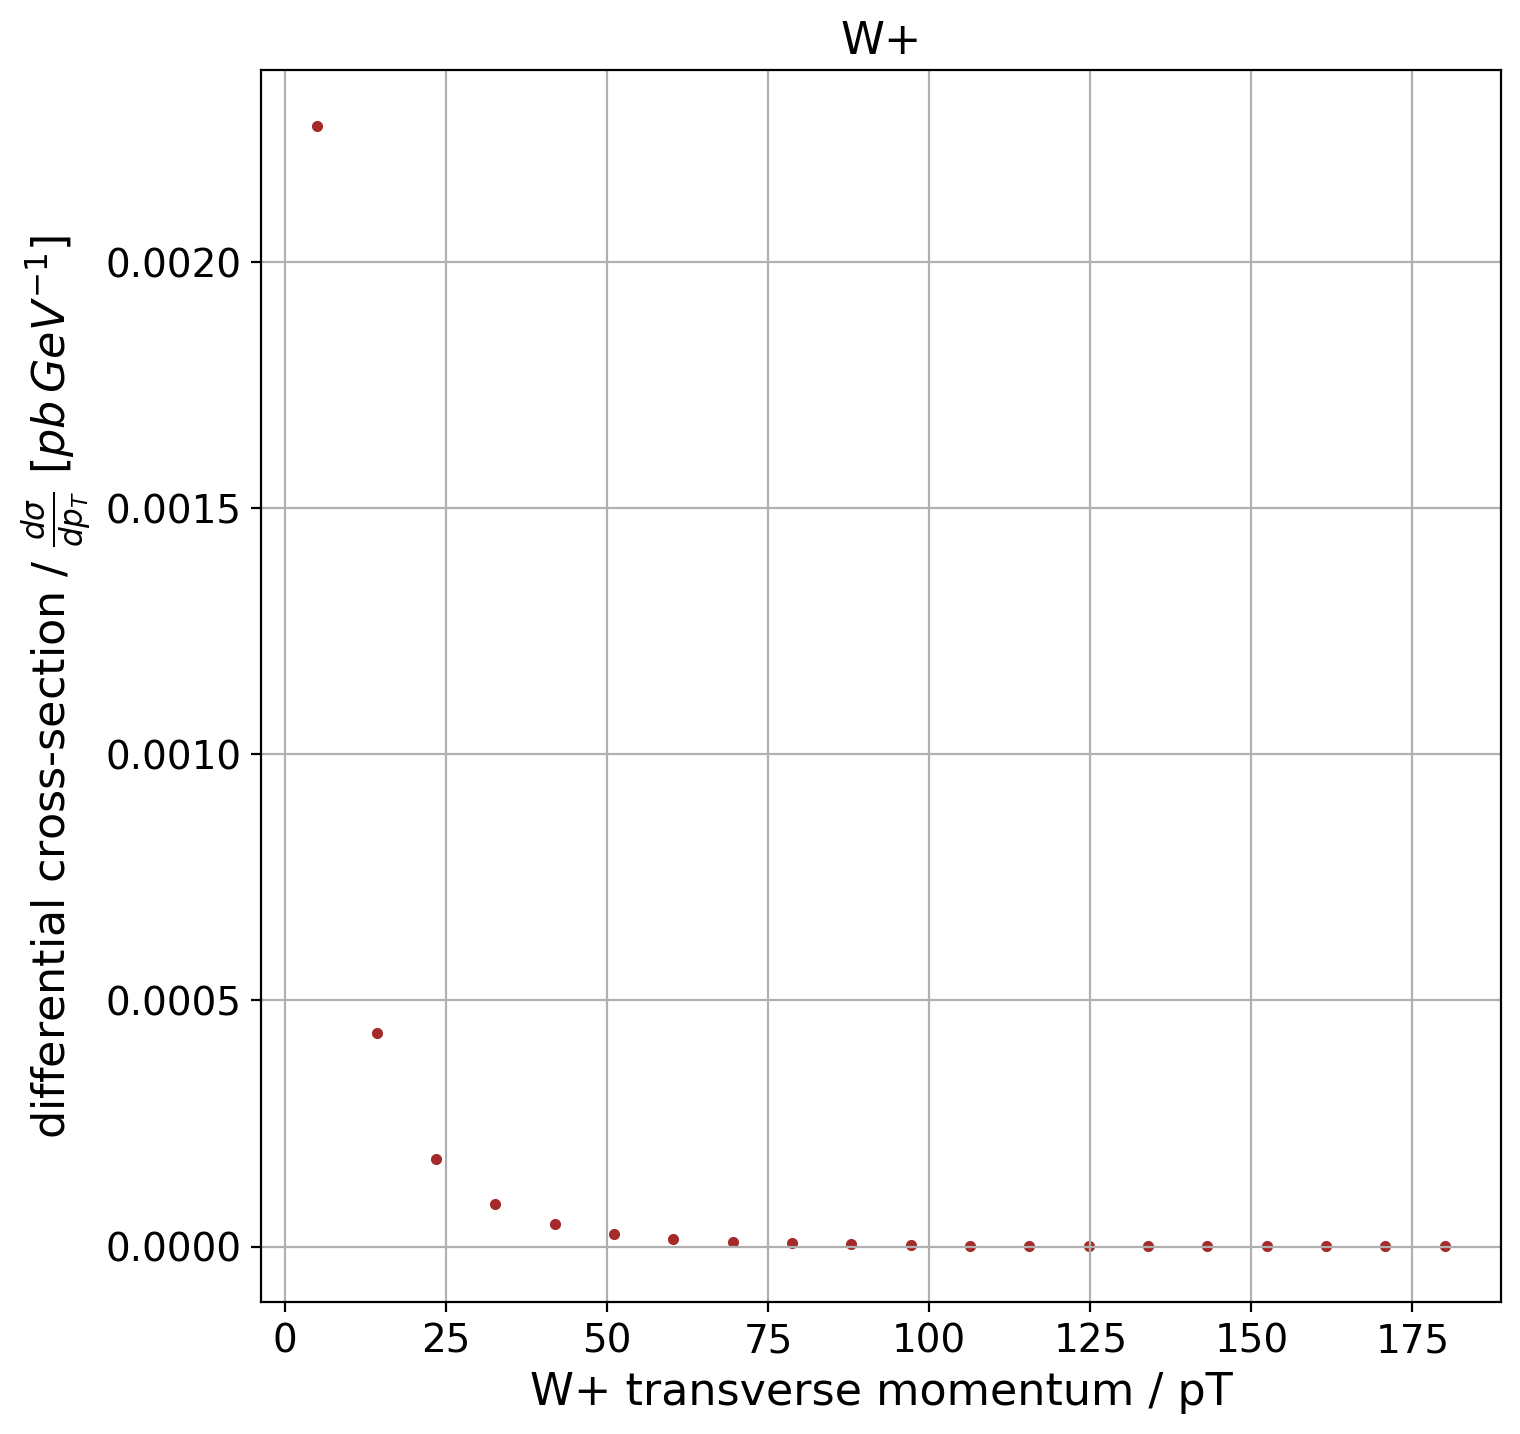 W+
differential cross-section / dσ/dp_T [pb GeV⁻¹]
0.0020
0.0015
0.0010
0.0005
0.0000
0 25 50 75 100 125 150 175
W+ transverse momentum / pT